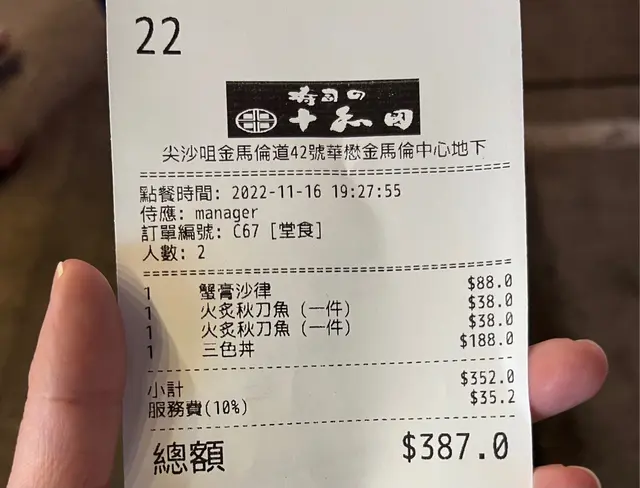 22
寿司の
十和田
尖沙咀金馬倫道42號華懋金馬倫中心地下
點餐時間: 2022-11-16 19:27:55
侍應: manager
訂單編號: C67 [堂食]
人數: 2
1 蟹膏沙律 $88.0
1 火炙秋刀魚 (一件) $38.0
1 火炙秋刀魚 (一件) $38.0
1 三色丼 $188.0
小計 $352.0
服務費(10%) $35.2
總額 $387.0